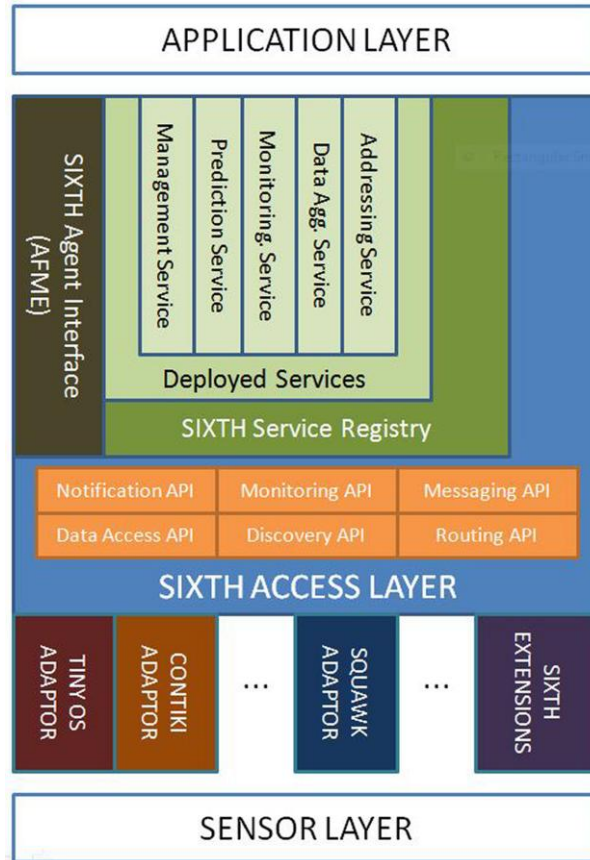 APPLICATION LAYER
SIXTH Agent Interface
(AFME)
Management Service
Prediction Service
Monitoring. Service
Data Agg. Service
Addressing Service
Deployed Services
SIXTH Service Registry
Notification API
Monitoring API
Messaging API
Data Access API
Discovery API
Routing API
SIXTH ACCESS LAYER
TINY OS
ADAPTOR
CONTIKI
ADAPTOR
...
SQUAWK
ADAPTOR
...
SIXTH
EXTENSIONS
SENSOR LAYER